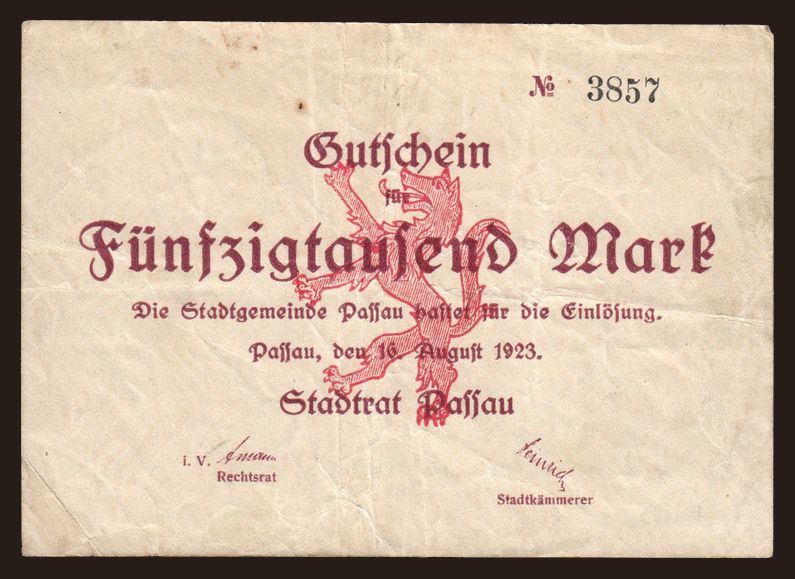 № 3857
Gutschein
für
Fünfzigtausend Mark
Die Stadtgemeinde Passau haftet für die Einlösung.
Passau, den 16. August 1923.
Stadtrat Passau
i. V.
Rechtsrat
Stadtkämmerer